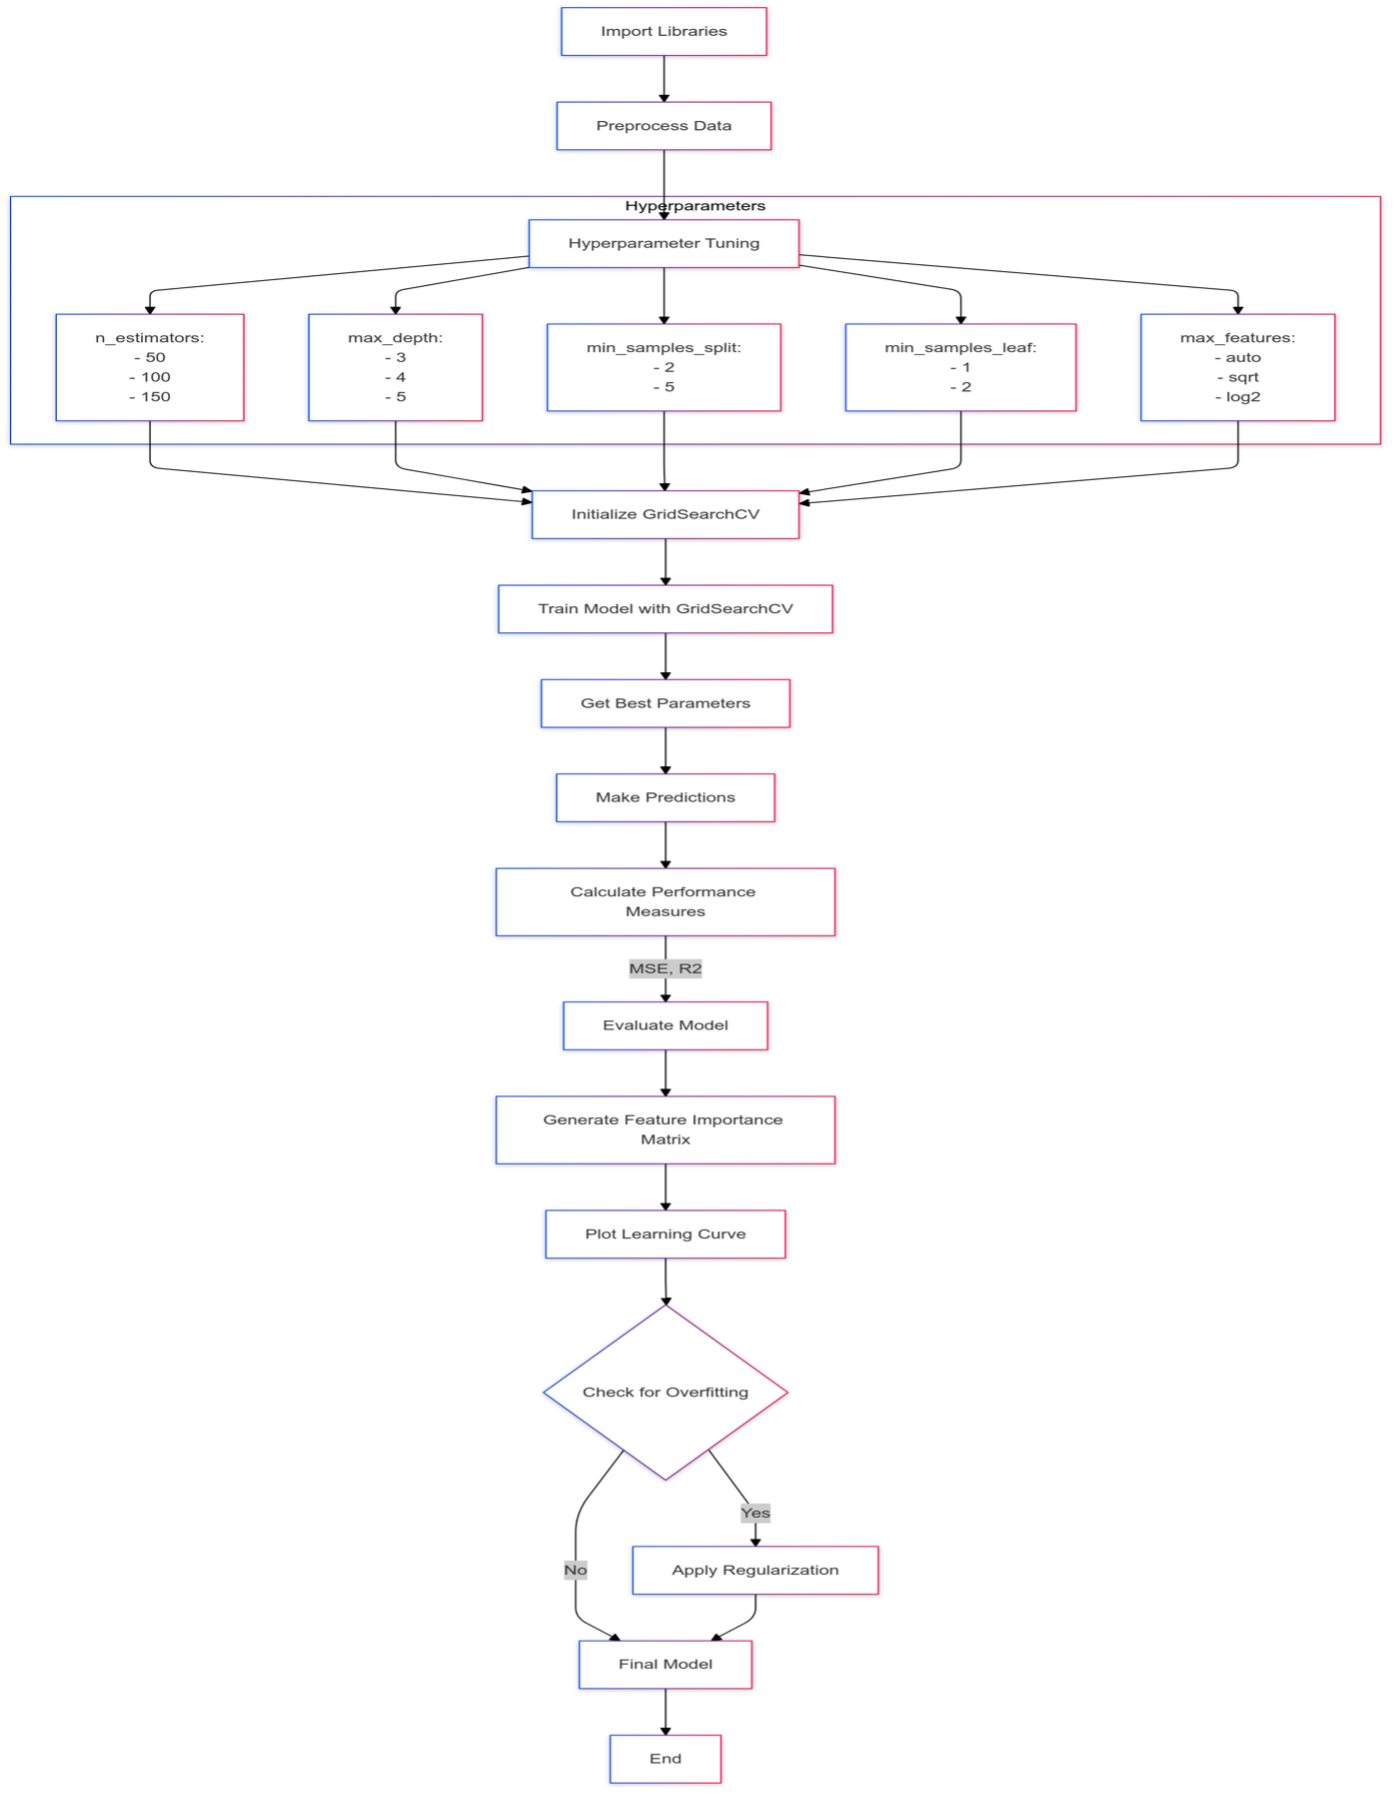 Import Libraries
Preprocess Data
Hyperparameters
Hyperparameter Tuning
n_estimators:
- 50
- 100
- 150
max_depth:
- 3
- 4
- 5
min_samples_split:
- 2
- 5
min_samples_leaf:
- 1
- 2
max_features:
- auto
- sqrt
- log2
Initialize GridSearchCV
Train Model with GridSearchCV
Get Best Parameters
Make Predictions
Calculate Performance
Measures
MSE, R2
Evaluate Model
Generate Feature Importance
Matrix
Plot Learning Curve
Check for Overfitting
Yes
No
Apply Regularization
Final Model
End